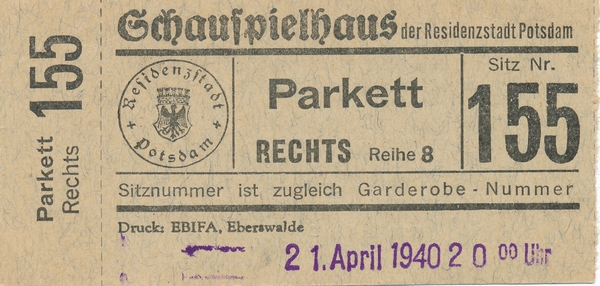 Parkett
Rechts
155
Schauspielhaus der Residenzstadt Potsdam
Residenzstadt
Potsdam
Parkett
RECHTS Reihe 8
Sitz Nr.
155
Sitznummer ist zugleich Garderobe-Nummer
Druck: EBIFA, Eberswalde
21. April 1940 20 00 Uhr